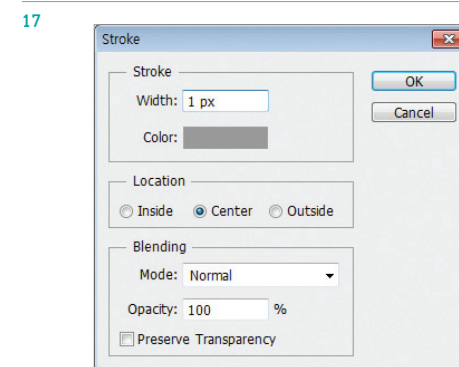 17
Stroke
Stroke
Width: 1 px
Color:
OK
Cancel
Location
Inside Center Outside
Blending
Mode: Normal
Opacity: 100 %
Preserve Transparency